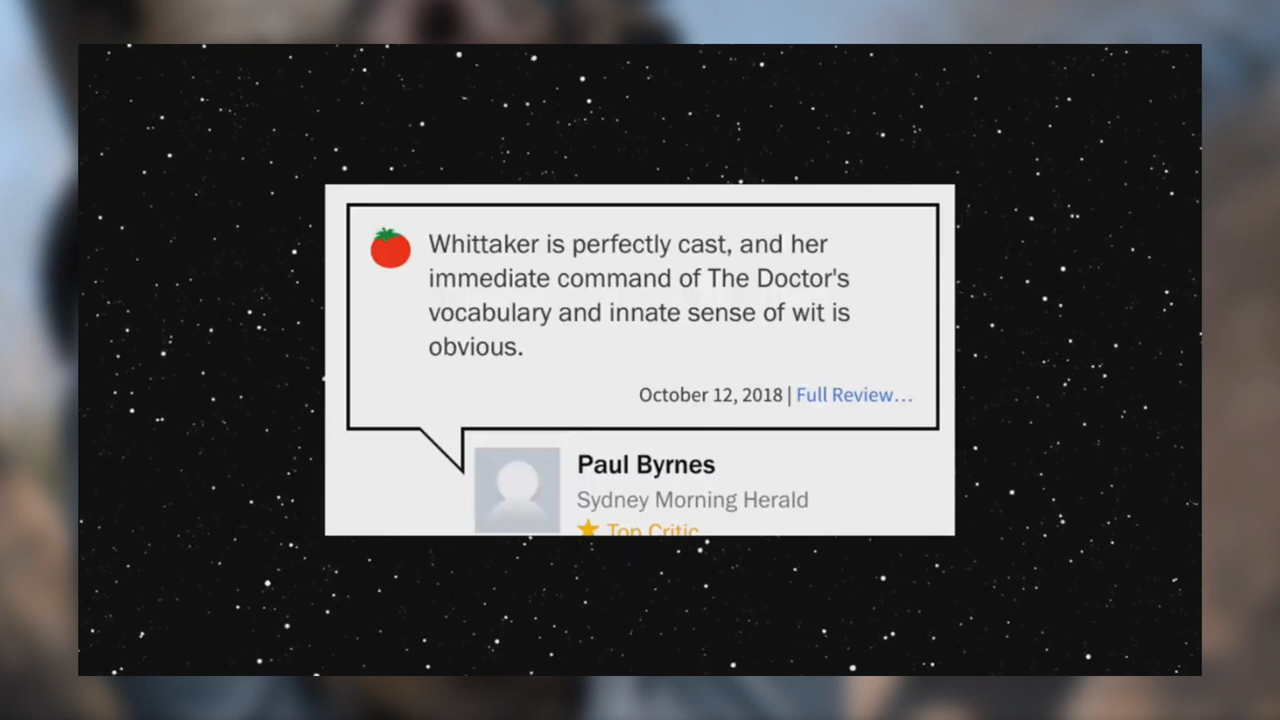 Whittaker is perfectly cast, and her
immediate command of The Doctor's
vocabulary and innate sense of wit is
obvious.
October 12, 2018 | Full Review…
Paul Byrnes
Sydney Morning Herald
Top Critic